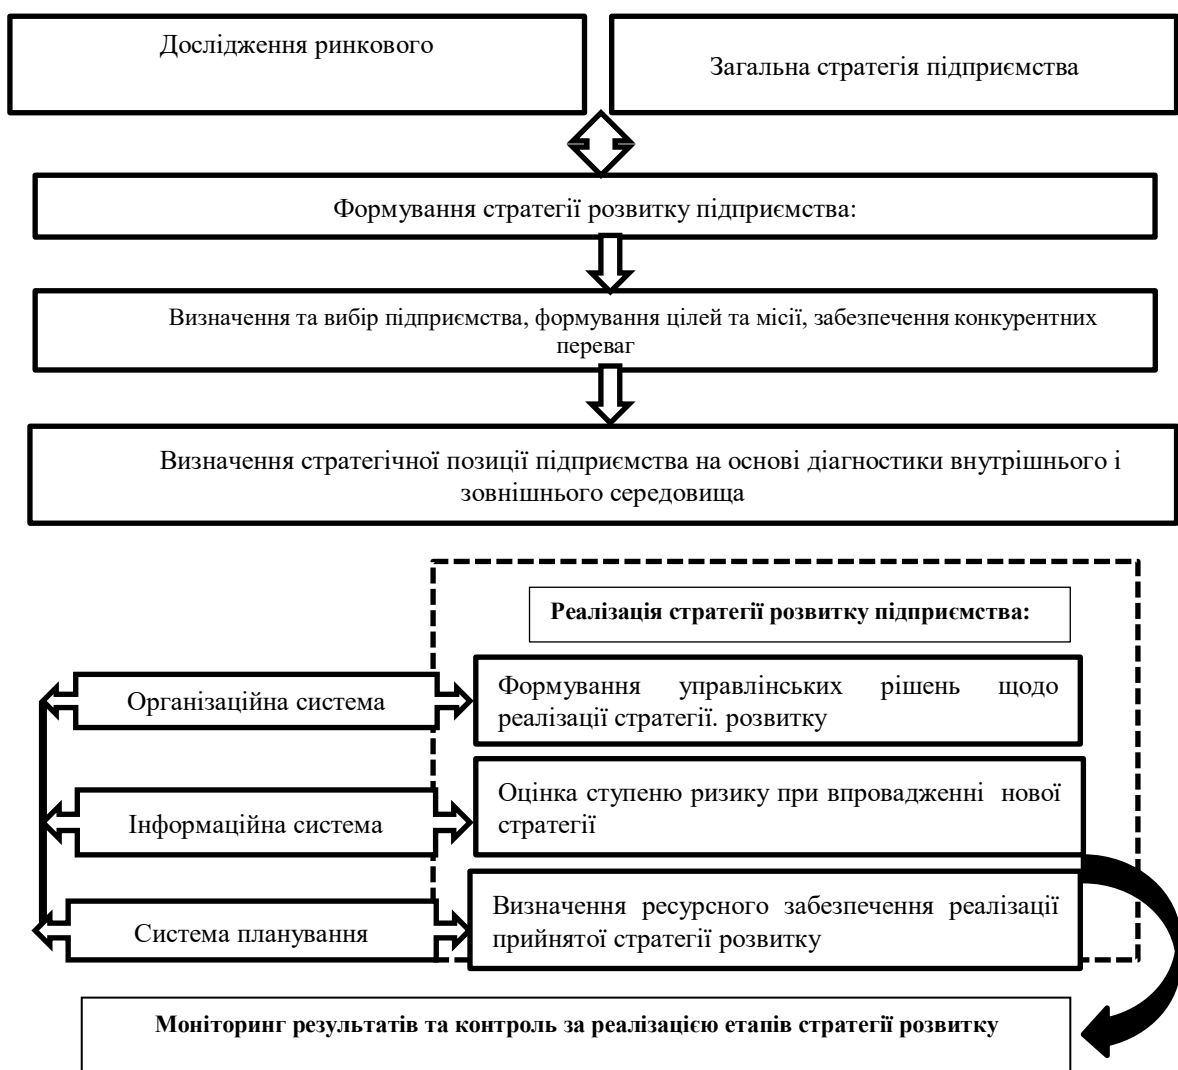 Дослідження ринкового
Загальна стратегія підприємства
Формування стратегії розвитку підприємства:
Визначення та вибір підприємства, формування цілей та місії, забезпечення конкурентних
переваг
Визначення стратегічної позиції підприємства на основі діагностики внутрішнього і
зовнішнього середовища
Реалізація стратегії розвитку підприємства:
Організаційна система
Формування управлінських рішень щодо
реалізації стратегії. розвитку
Інформаційна система
Оцінка ступеню ризику при впровадженні нової
стратегії
Система планування
Визначення ресурсного забезпечення реалізації
прийнятої стратегії розвитку
Моніторинг результатів та контроль за реалізацією етапів стратегії розвитку